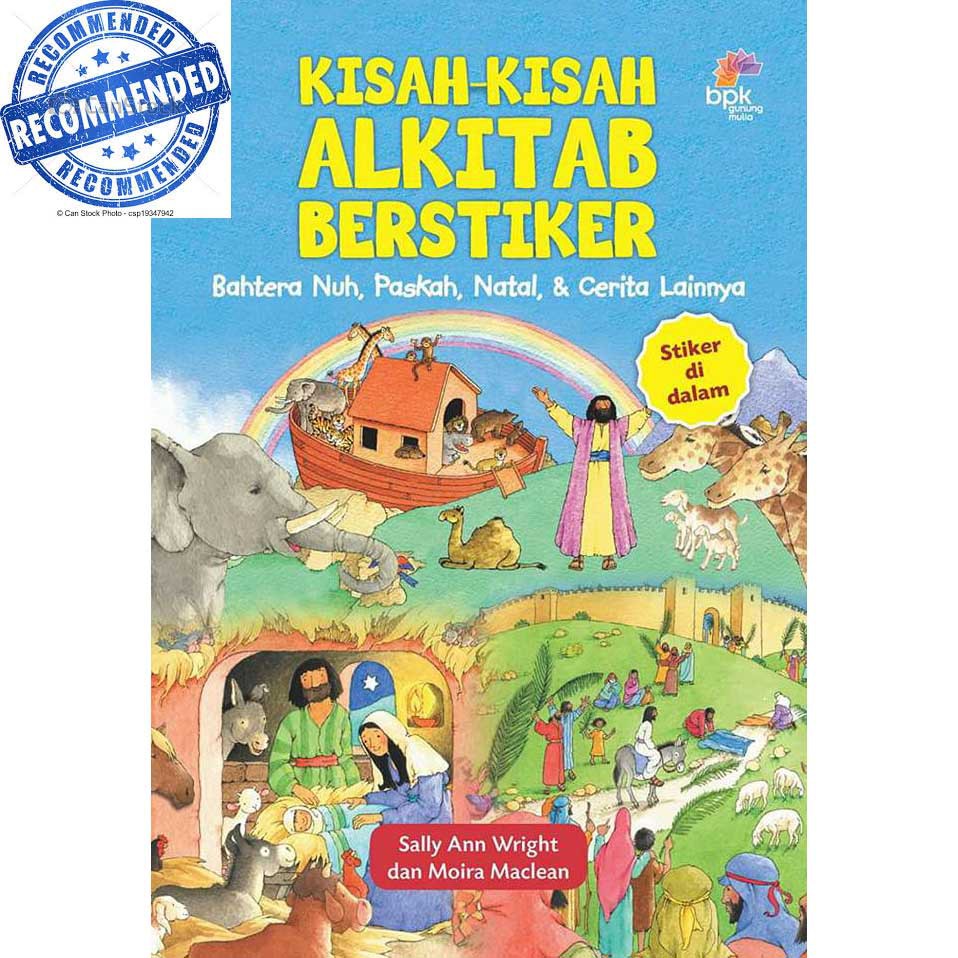 RECOMMENDED
RECOMMENDED
RECOMMENDED
© Can Stock Photo - csp19347942
KISAH-KISAH
ALKITAB
BERSTIKER
bpk
gunung
mulia
Bahtera Nuh, Paskah, Natal, & Cerita Lainnya
Stiker
di
dalam
Sally Ann Wright
dan Moira Maclean